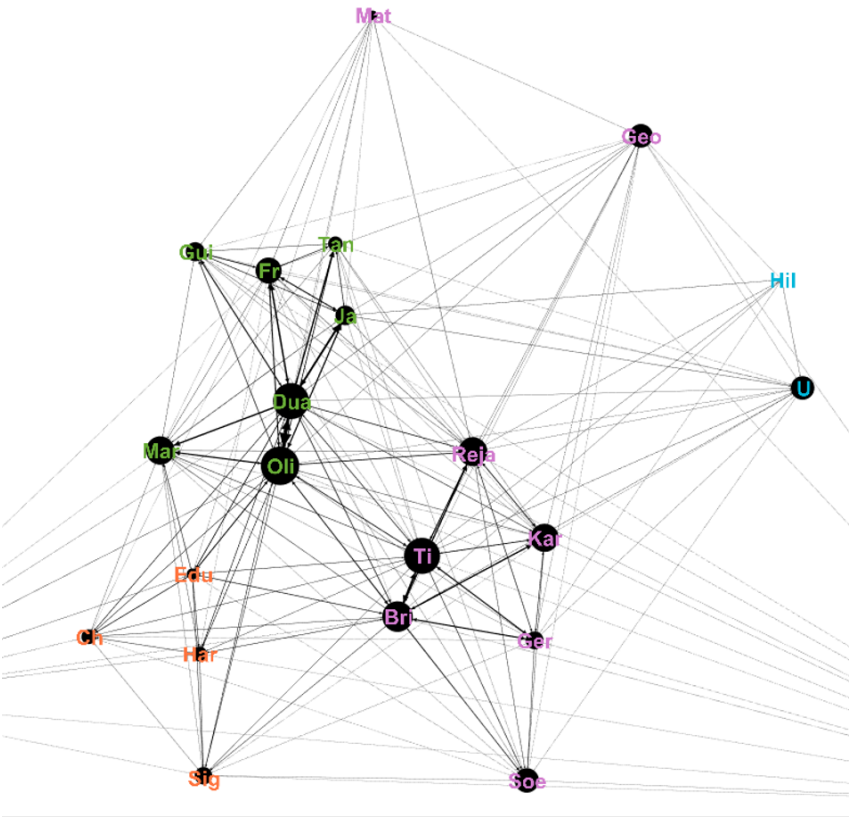 Mat
Geo
Gui
Tan
Fr
Hil
Ja
U
Dua
Mar
Oli
Reja
Kar
Ti
Edu
Bri
Ch
Ger
Har
Sig
Soe